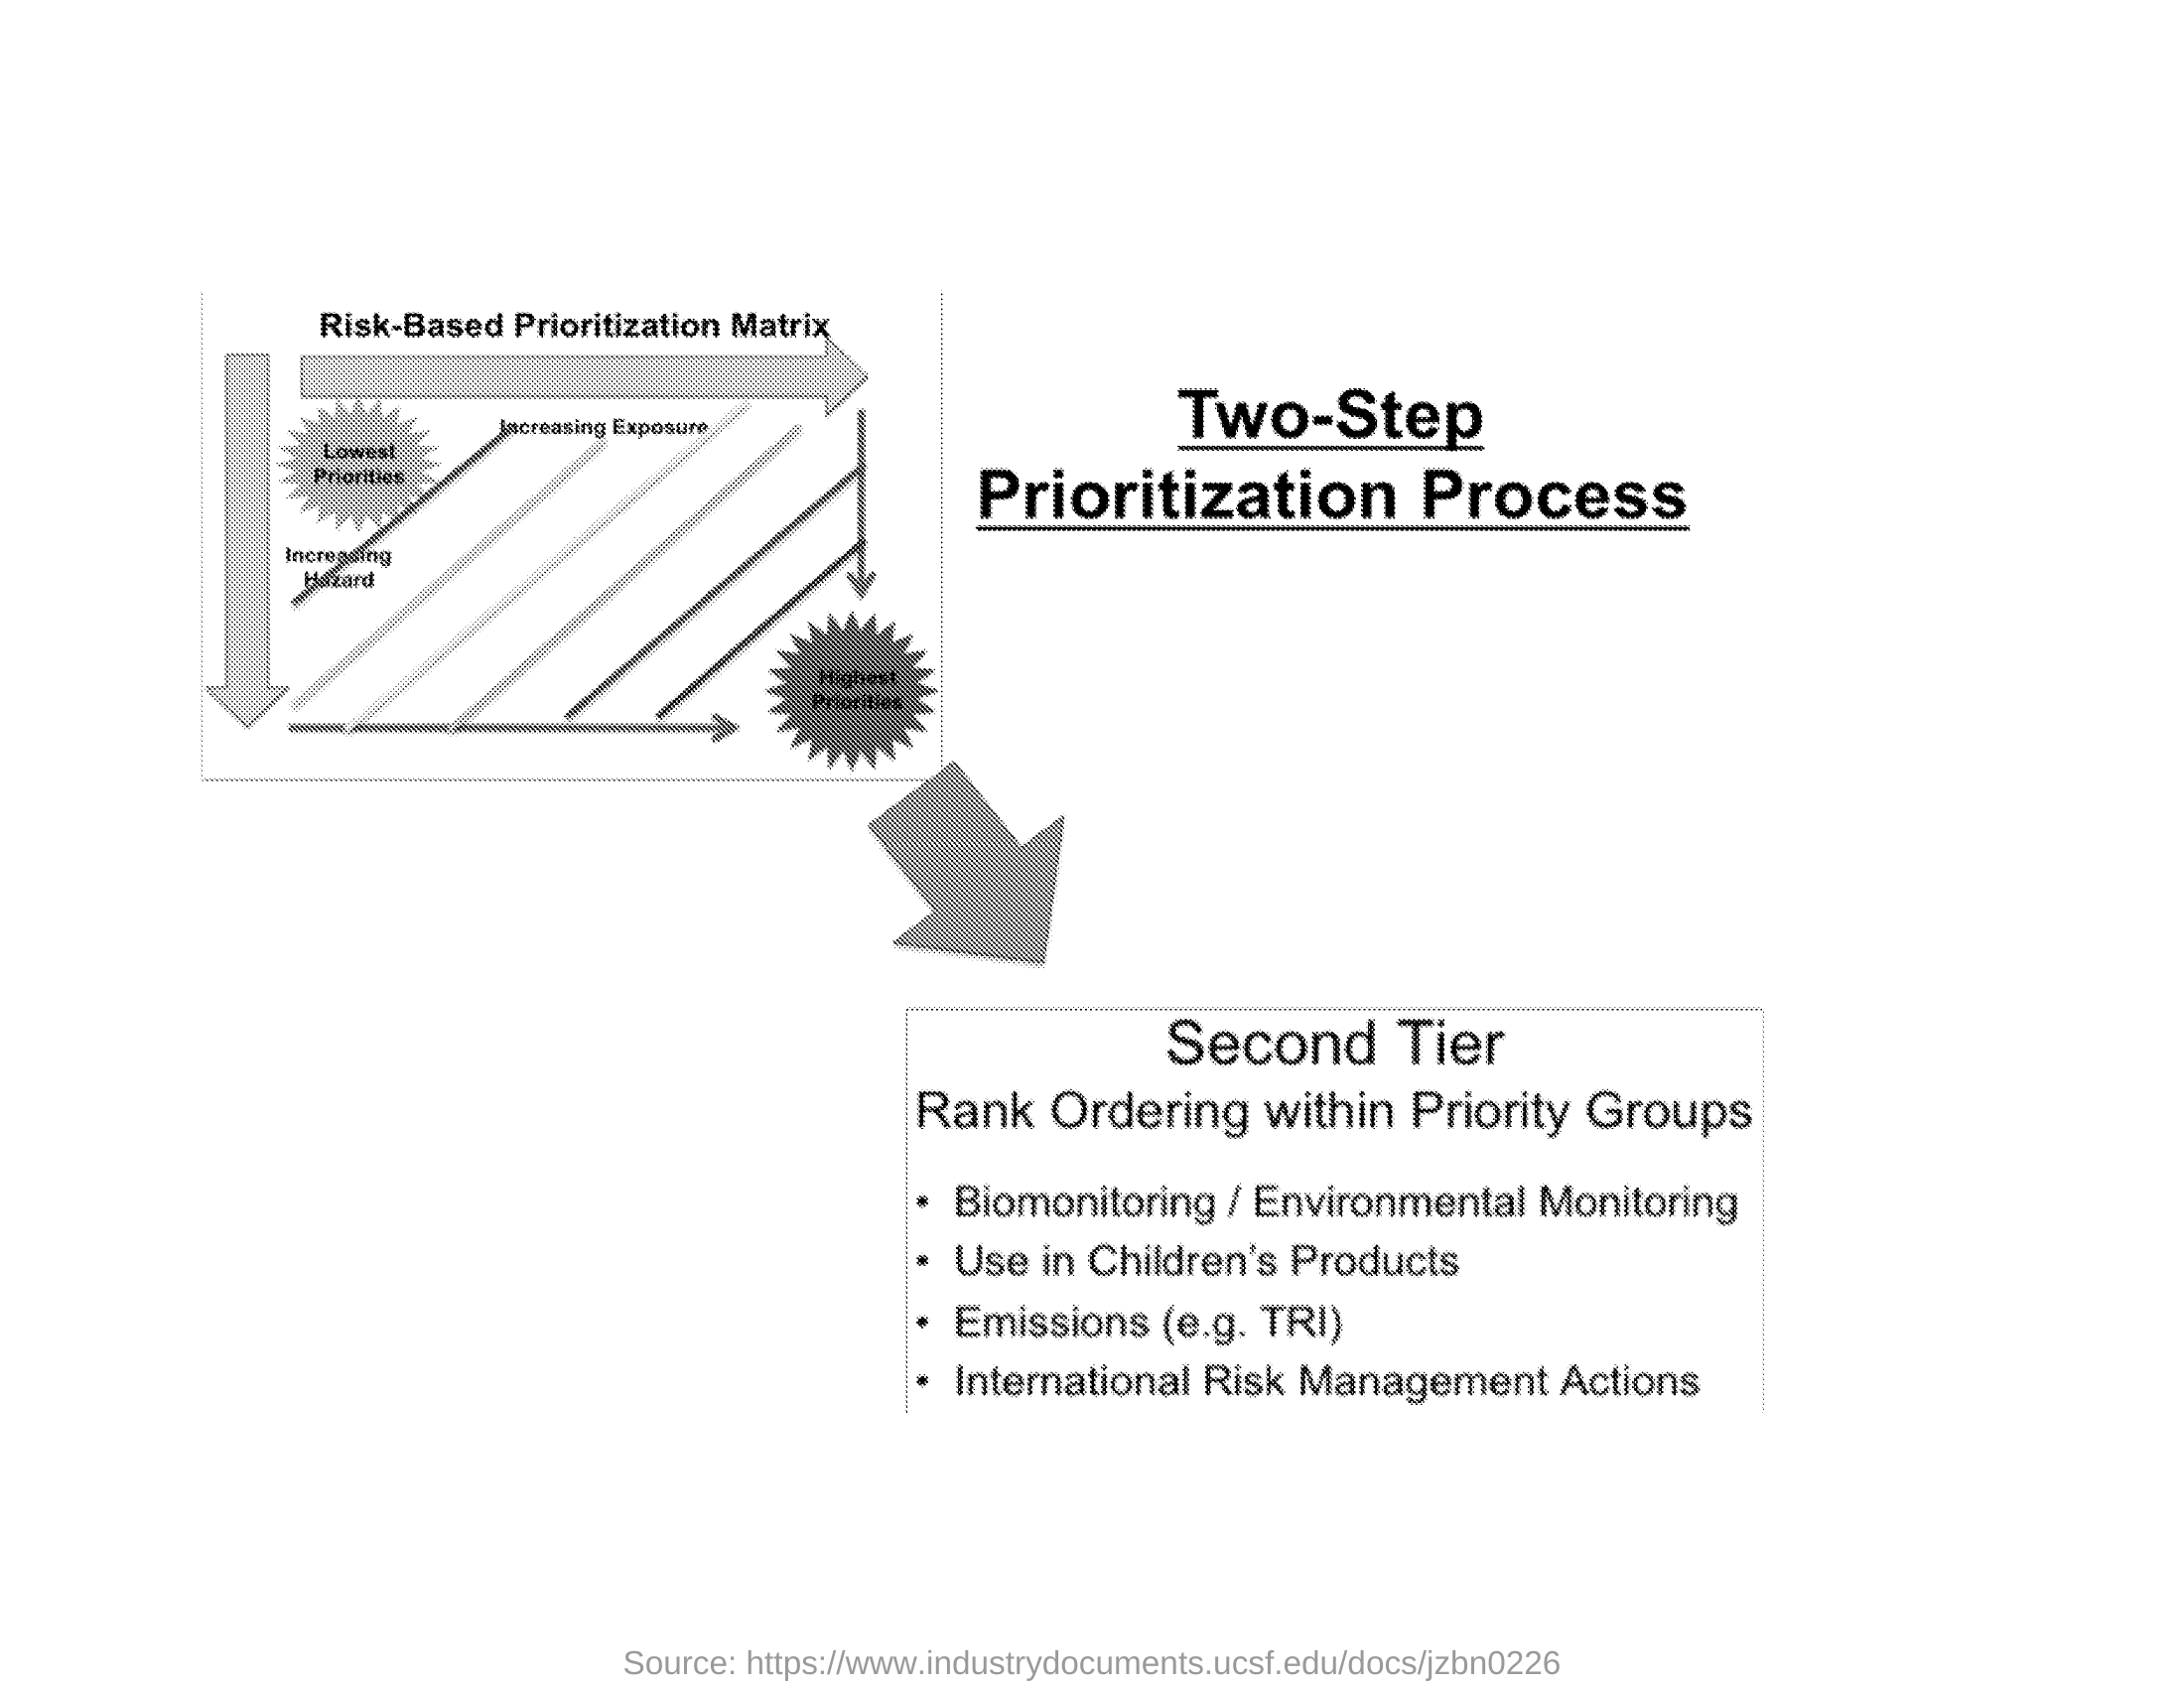 Risk-Based Prioritization Matrix
Increasing Exposure
Lowest
Priorities
Increasing
Hazard
Highest
Priorities
Two-Step
Prioritization Process
Second Tier
Rank Ordering within Priority Groups
• Biomonitoring / Environmental Monitoring
• Use in Children's Products
• Emissions (e.g. TRI)
• International Risk Management Actions
Source: https://www.industrydocuments.ucsf.edu/docs/jzbn0226